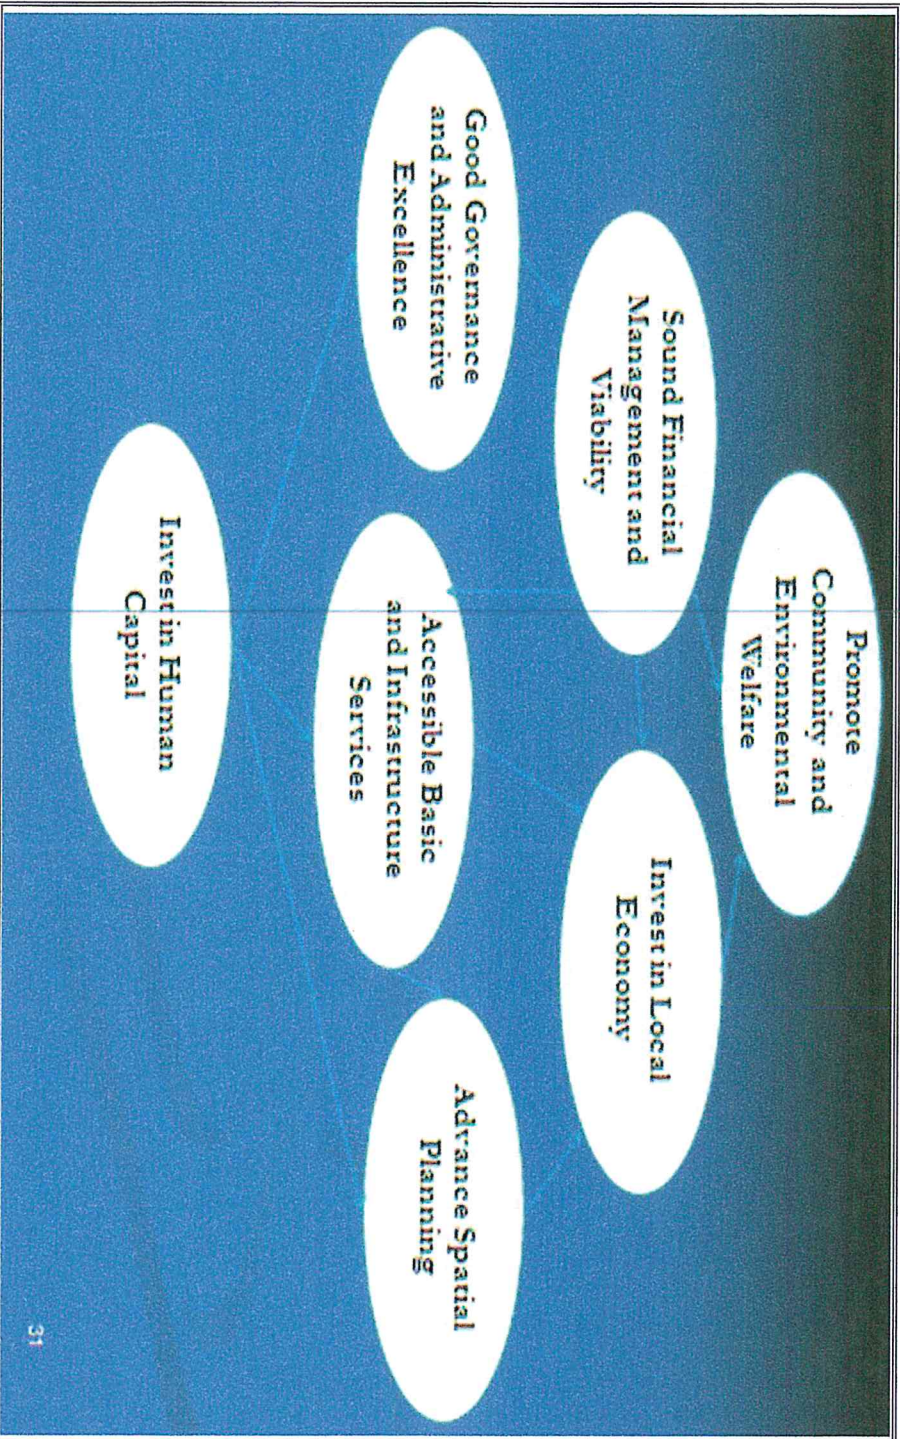 Promote
Community and
Environmental
Welfare
Sound Financial
Management and
Viability
Invest in Local
Economy
Good Governance
and Administrative
Excellence
Accessible Basic
and Infrastructure
Services
Advance Spatial
Planning
Invest in Human
Capital
31